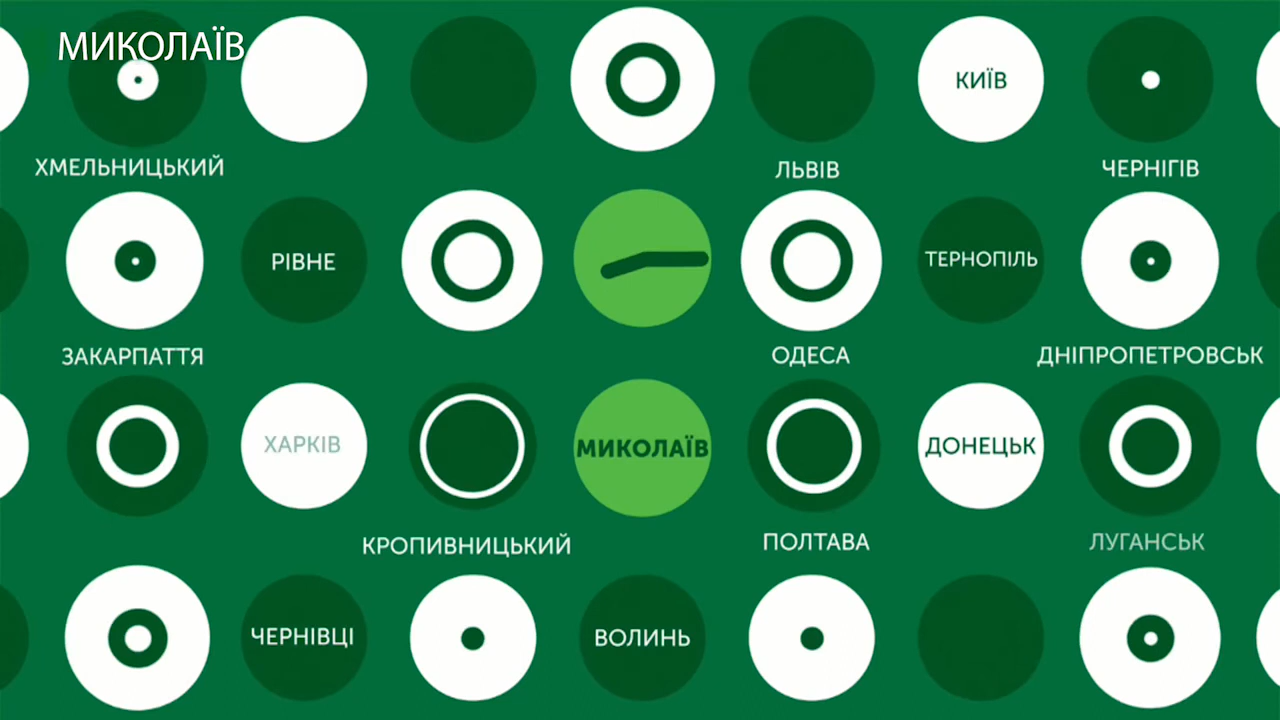 МИКОЛАЇВ
КИЇВ
ХМЕЛЬНИЦЬКИЙ
ЛЬВІВ
ЧЕРНІГІВ
РІВНЕ
ТЕРНОПІЛЬ
ЗАКАРПАТТЯ
ОДЕСА
ДНІПРОПЕТРОВСЬК
ХАРКІВ
МИКОЛАЇВ
ДОНЕЦЬК
КРОПИВНИЦЬКИЙ
ПОЛТАВА
ЛУГАНСЬК
ЧЕРНІВЦІ
ВОЛИНЬ